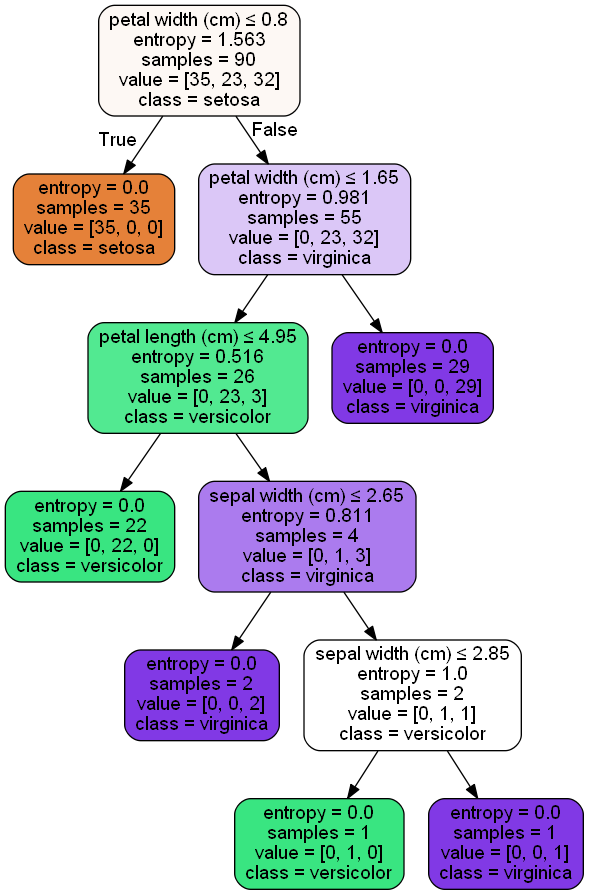 petal width (cm) ≤ 0.8
entropy = 1.563
samples = 90
value = [35, 23, 32]
class = setosa
True
False
entropy = 0.0
samples = 35
value = [35, 0, 0]
class = setosa
petal width (cm) ≤ 1.65
entropy = 0.981
samples = 55
value = [0, 23, 32]
class = virginica
petal length (cm) ≤ 4.95
entropy = 0.516
samples = 26
value = [0, 23, 3]
class = versicolor
entropy = 0.0
samples = 29
value = [0, 0, 29]
class = virginica
entropy = 0.0
samples = 22
value = [0, 22, 0]
class = versicolor
sepal width (cm) ≤ 2.65
entropy = 0.811
samples = 4
value = [0, 1, 3]
class = virginica
entropy = 0.0
samples = 2
value = [0, 0, 2]
class = virginica
sepal width (cm) ≤ 2.85
entropy = 1.0
samples = 2
value = [0, 1, 1]
class = versicolor
entropy = 0.0
samples = 1
value = [0, 1, 0]
class = versicolor
entropy = 0.0
samples = 1
value = [0, 0, 1]
class = virginica